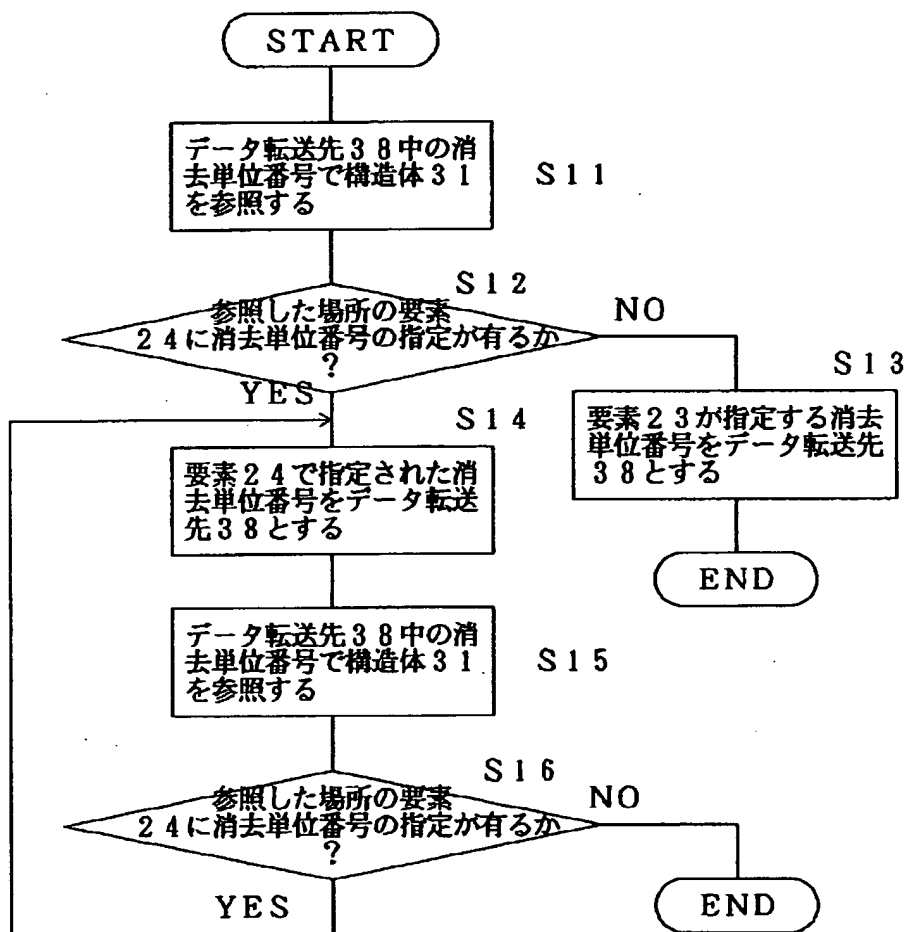 START
データ転送先３８中の消
去単位番号で構造体３１
を参照する
S11
S12
参照した場所の要素
２４に消去単位番号の指定が有るか
？
NO
YES
S13
要素２３が指定する消去
単位番号をデータ転送先
３８とする
END
S14
要素２４で指定された消
去単位番号をデータ転送
先３８とする
データ転送先３８中の消
去単位番号で構造体３１
を参照する
S15
S16
参照した場所の要素
２４に消去単位番号の指定が有るか
？
NO
YES
END